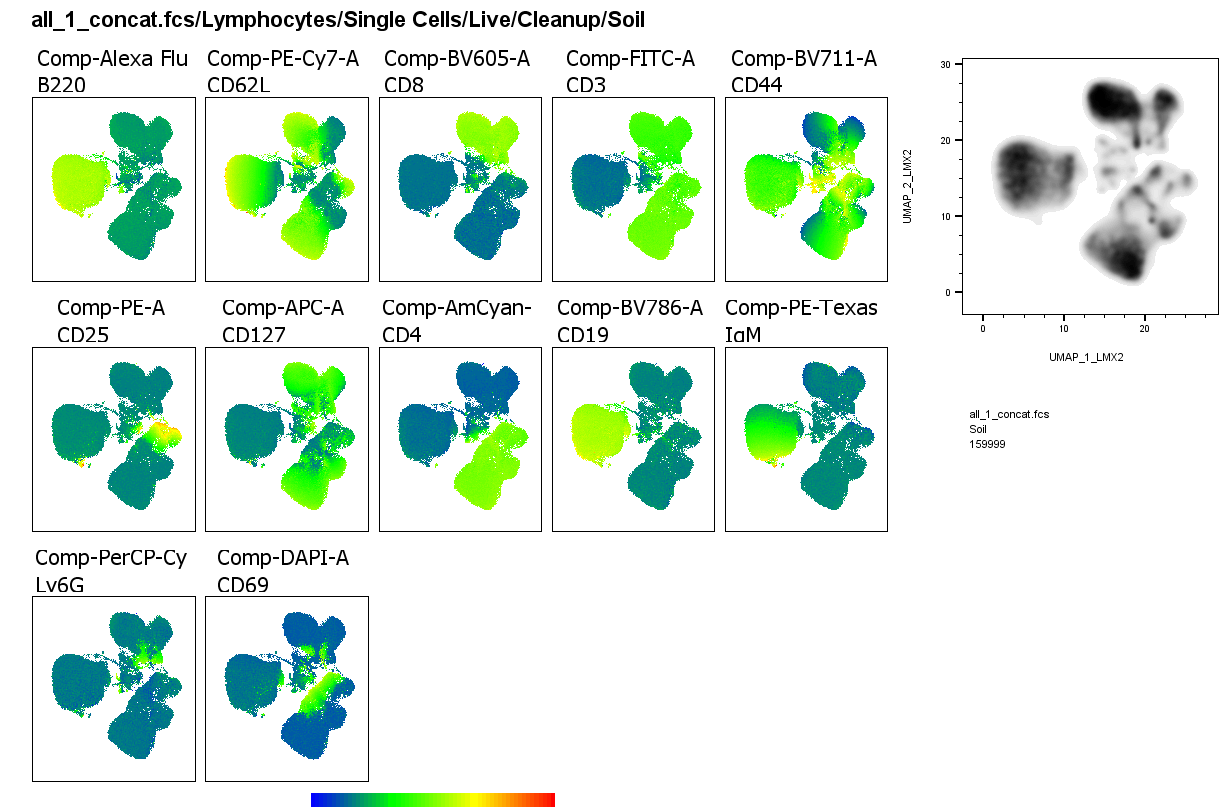 all_1_concat.fcs/Lymphocytes/Single Cells/Live/Cleanup/Soil
Comp-Alexa Flu
B220
Comp-PE-Cy7-A
CD62L
Comp-BV605-A
CD8
Comp-FITC-A
CD3
Comp-BV711-A
CD44
Comp-PE-A
CD25
Comp-APC-A
CD127
Comp-AmCyan-
CD4
Comp-BV786-A
CD19
Comp-PE-Texas
IgM
Comp-PerCP-Cy
Ly6G
Comp-DAPI-A
CD69
UMAP_2_LMX2
30
20
10
0
0 10 20
UMAP_1_LMX2
all_1_concat.fcs
Soil
159999